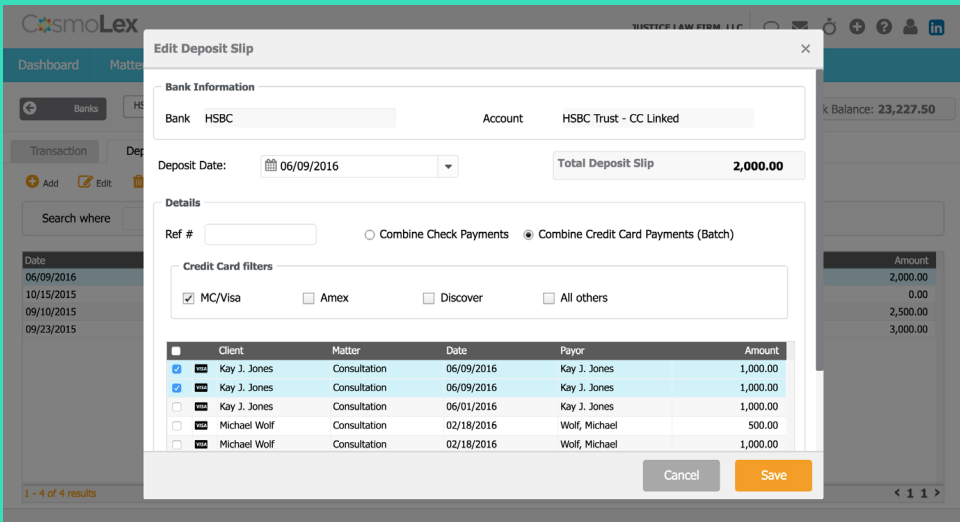 CosmoLex
JUSTICE LAW FIRM, LLC
Edit Deposit Slip
Dashboard
Bank Information
Banks
Bank HSBC Account HSBC Trust - CC Linked
Balance: 23,227.50
Transaction
Deposit Date: 06/09/2016 Total Deposit Slip 2,000.00
Add Edit
Details
Search where
Ref # Combine Check Payments Combine Credit Card Payments (Batch)
Credit Card filters
MC/Visa Amex Discover All others
Date Amount
06/09/2016 2,000.00
10/15/2015 0.00
09/10/2015 2,500.00
09/23/2015 3,000.00
Client Matter Date Payor Amount
VISA Kay J. Jones Consultation 06/09/2016 Kay J. Jones 1,000.00
VISA Kay J. Jones Consultation 06/09/2016 Kay J. Jones 1,000.00
VISA Kay J. Jones Consultation 06/01/2016 Kay J. Jones 1,000.00
VISA Michael Wolf Consultation 02/18/2016 Wolf, Michael 500.00
VISA Michael Wolf Consultation 02/18/2016 Wolf, Michael 1,000.00
Cancel Save
1 - 4 of 4 results
1 1